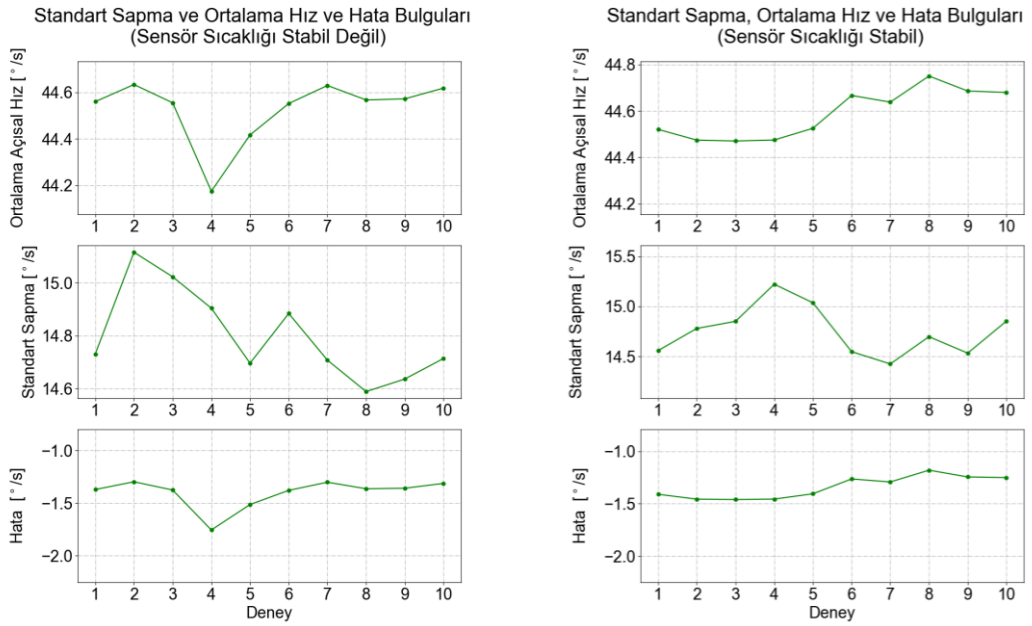 Standart Sapma ve Ortalama Hız ve Hata Bulguları
(Sensör Sıcaklığı Stabil Değil)
Ortalama Açısal Hız [ ° /s]
44.6
44.4
44.2
1 2 3 4 5 6 7 8 9 10
Standart Sapma [ ° /s]
15.0
14.8
14.6
1 2 3 4 5 6 7 8 9 10
Hata [ ° /s]
−1.0
−1.5
−2.0
1 2 3 4 5 6 7 8 9 10
Deney
Standart Sapma, Ortalama Hız ve Hata Bulguları
(Sensör Sıcaklığı Stabil)
Ortalama Açısal Hız [ ° /s]
44.8
44.6
44.4
44.2
1 2 3 4 5 6 7 8 9 10
Standart Sapma [ ° /s]
15.5
15.0
14.5
1 2 3 4 5 6 7 8 9 10
Hata [ ° /s]
−1.0
−1.5
−2.0
1 2 3 4 5 6 7 8 9 10
Deney